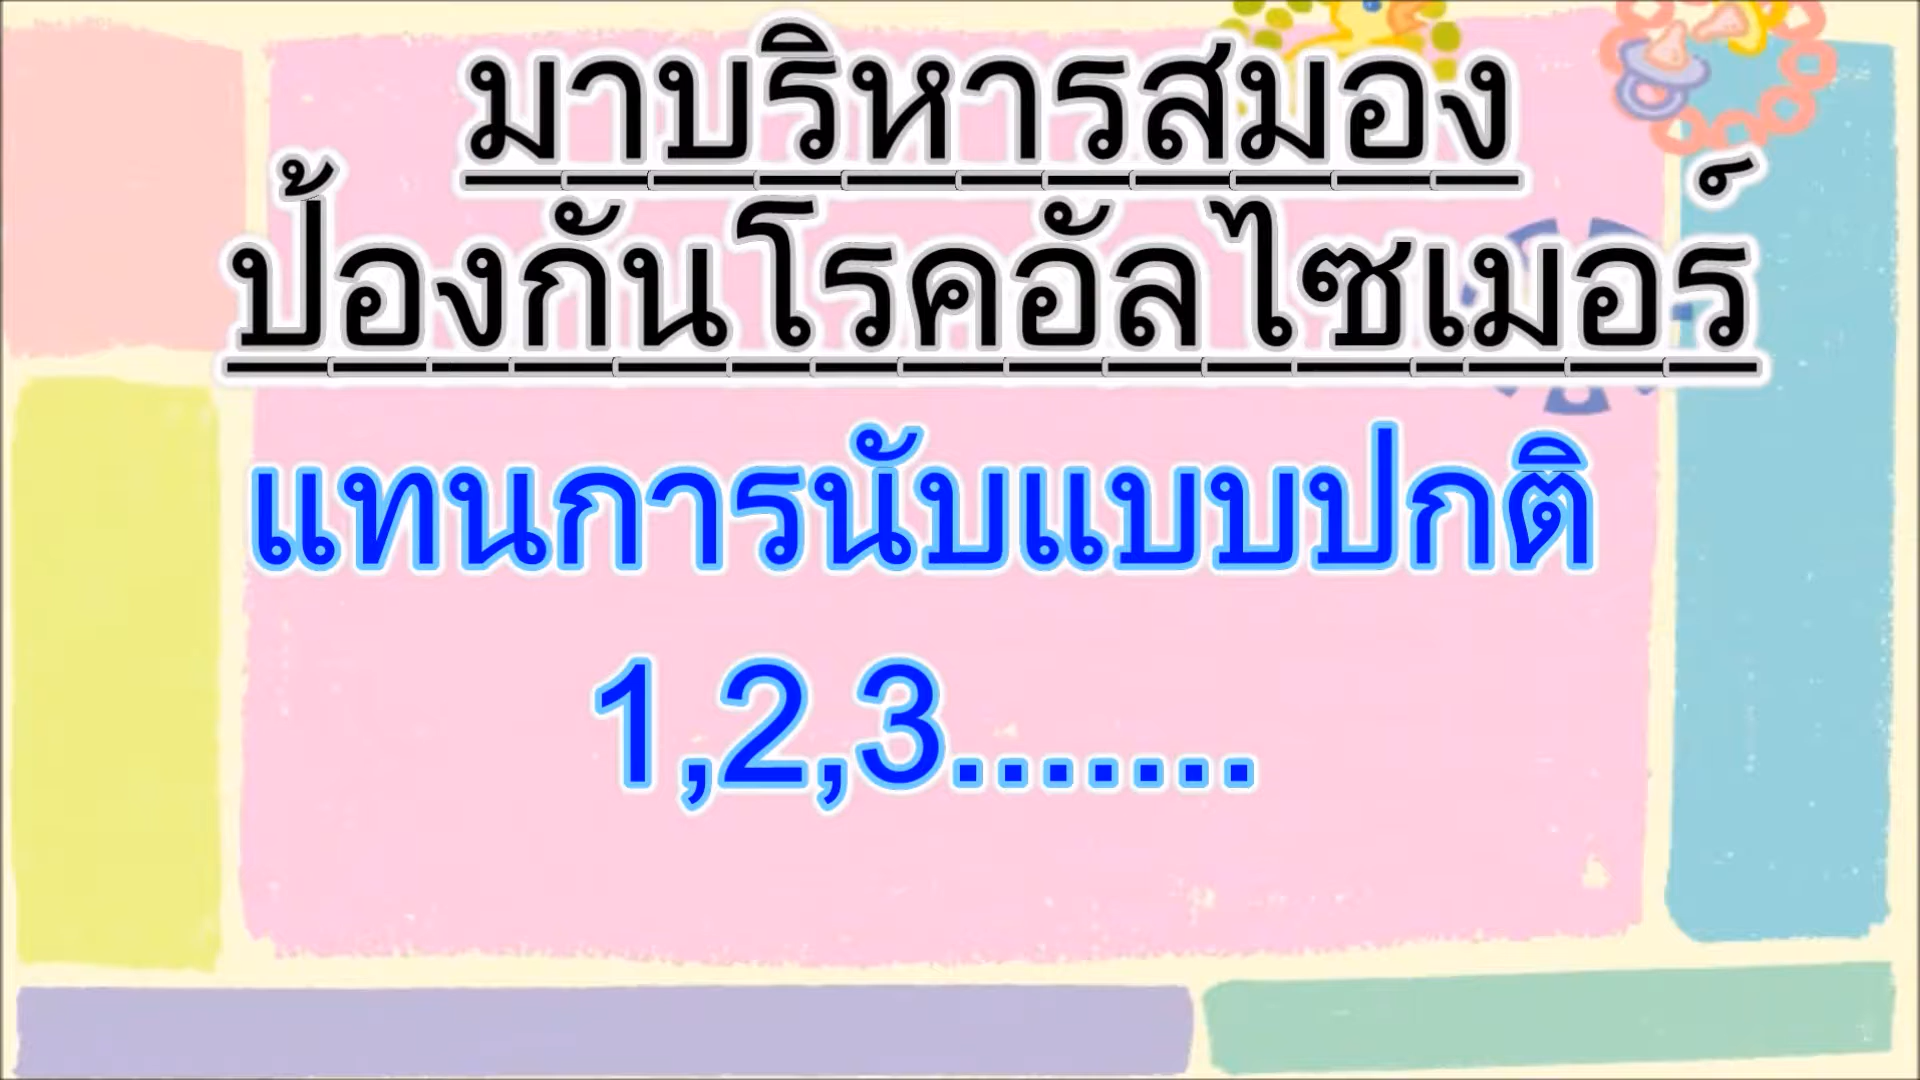 มาบริหารสมอง
ป้องกันโรคอัลไซเมอร์
แทนการนับแบบปกติ
1,2,3.......